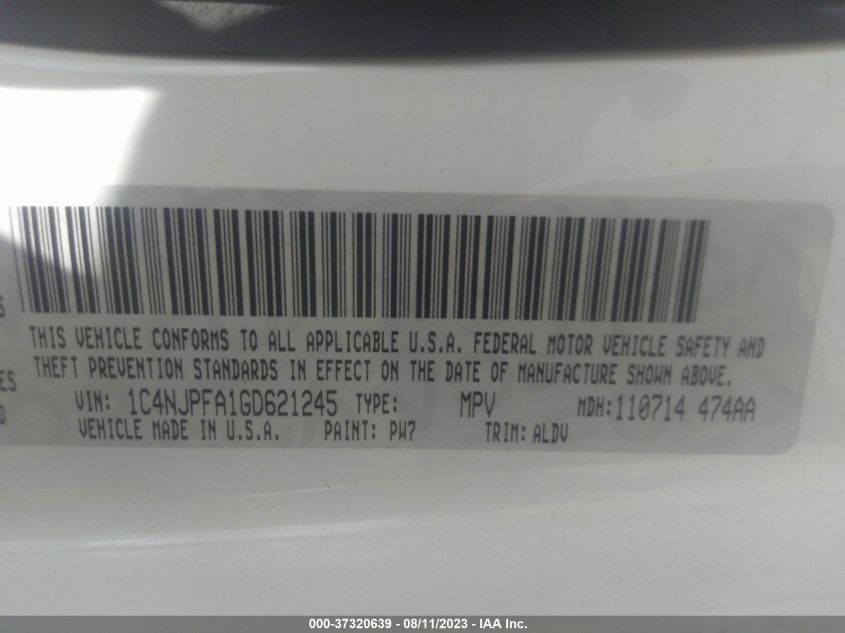 S
THIS VEHICLE CONFORMS TO ALL APPLICABLE U.S.A. FEDERAL MOTOR VEHICLE SAFETY AND
THEFT PREVENTION STANDARDS IN EFFECT ON THE DATE OF MANUFACTURE SHOWN ABOVE.
ES
VIN: 1C4NJPFA1GD621245 TYPE: MPV MDH:110714 474AA
D
VEHICLE MADE IN U.S.A. PAINT: PW7 TRIM: ALDV
000-37320639 - 08/11/2023 - IAA Inc.